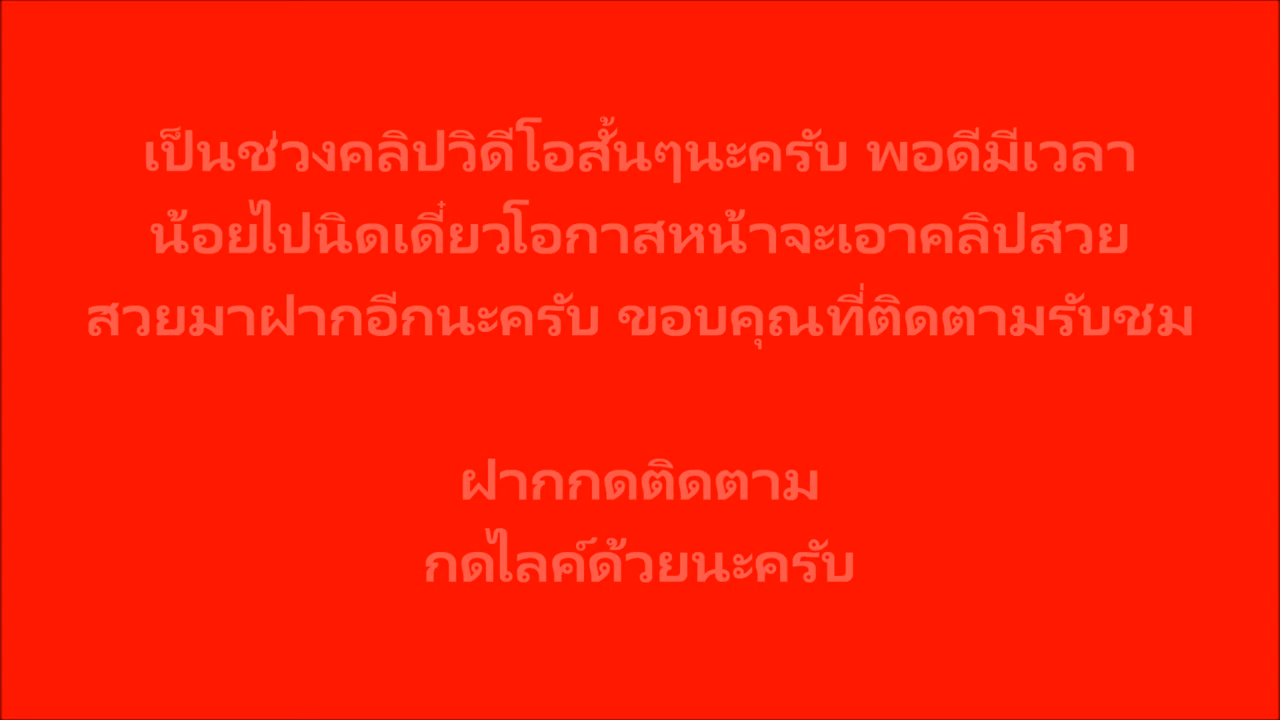 เป็นช่วงคลิปวิดีโอสั้นๆนะครับ พอดีมีเวลา
น้อยไปนิดเดี๋ยวโอกาสหน้าจะเอาคลิปสวย
สวยมาฝากอีกนะครับ ขอบคุณที่ติดตามรับชม
ฝากกดติดตาม
กดไลค์ด้วยนะครับ